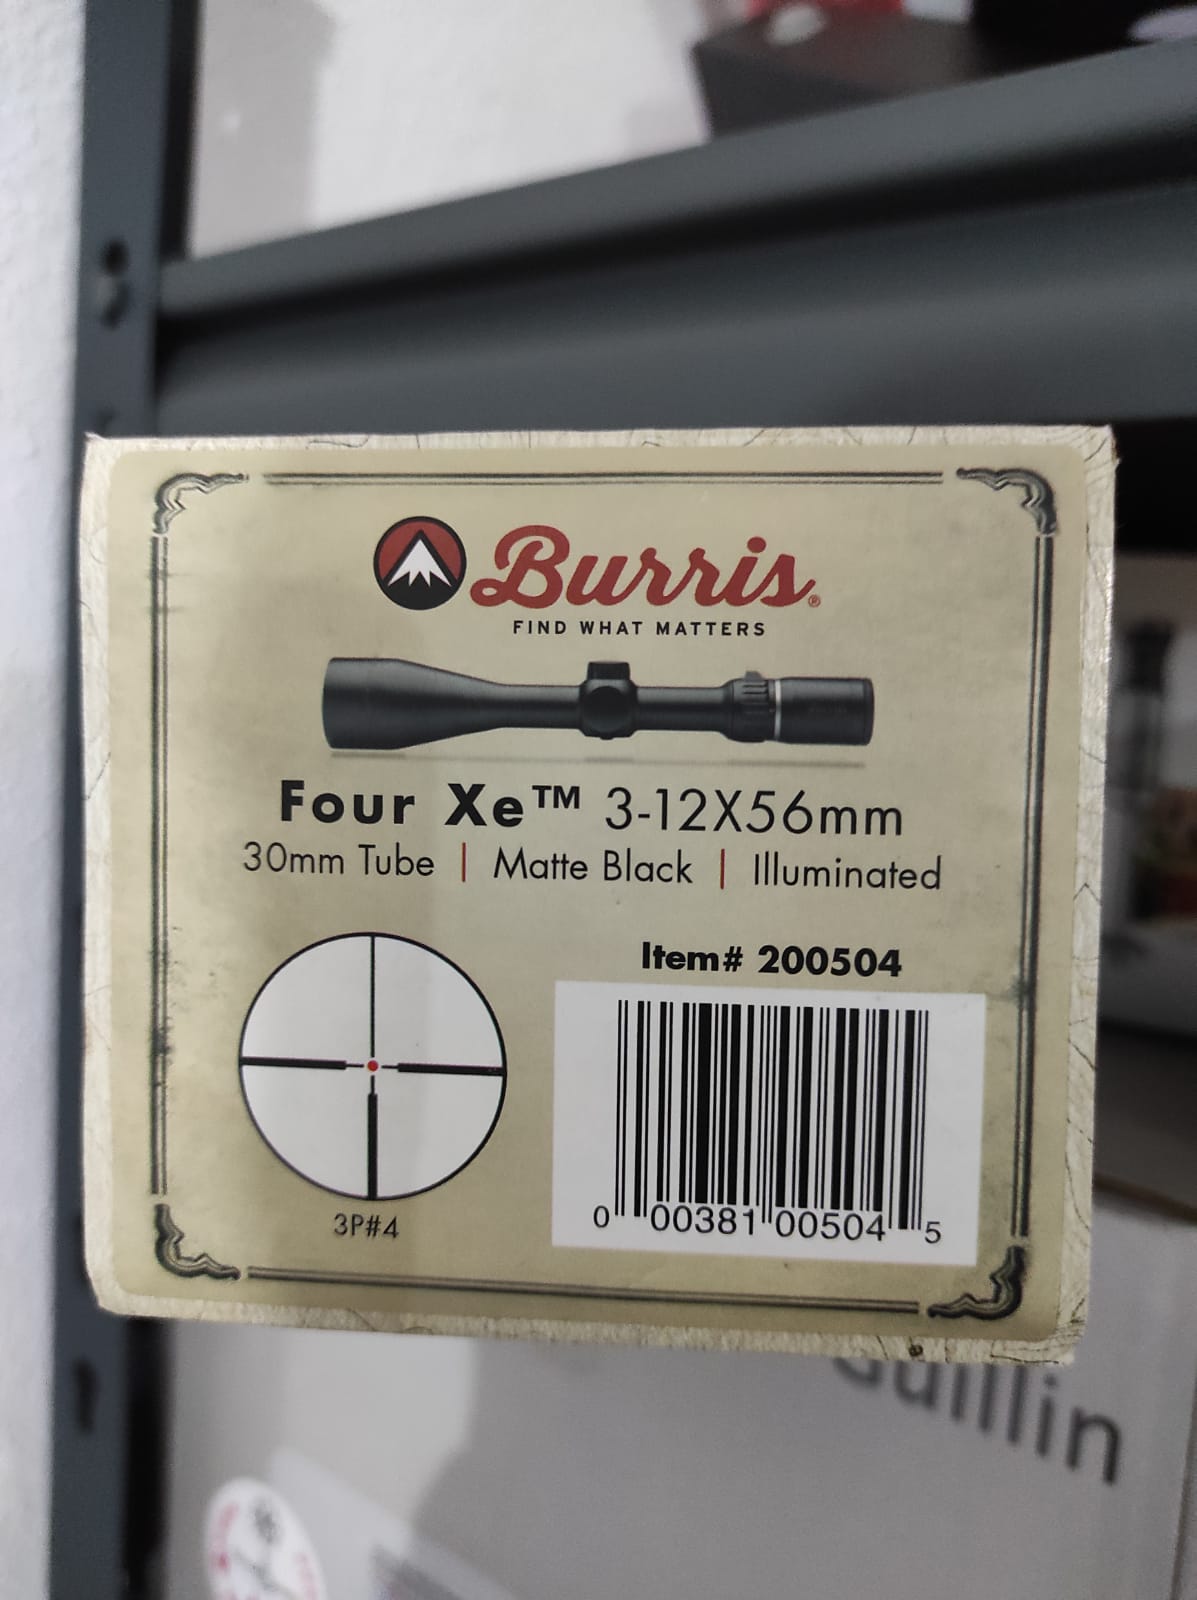 Burris®
FIND WHAT MATTERS
Four Xe™ 3-12X56mm
30mm Tube | Matte Black | Illuminated
Item# 200504
3P#4
0 00381 00504 5